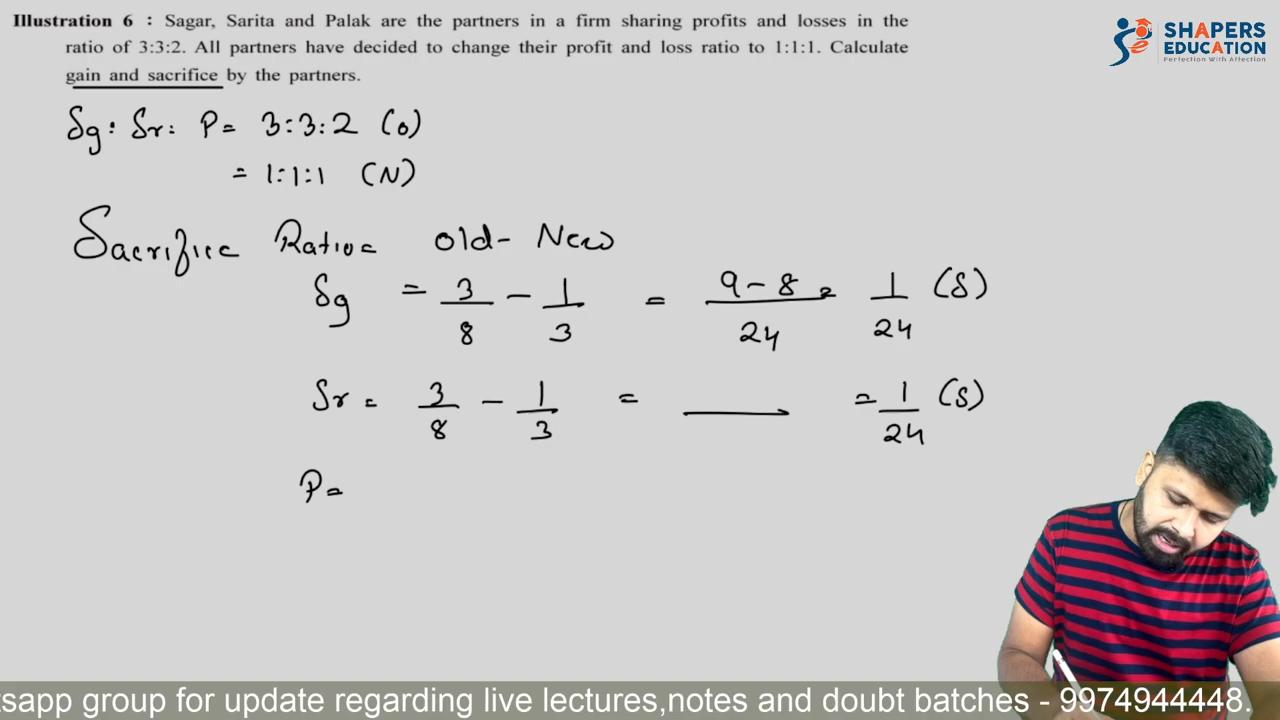 Illustration 6 : Sagar, Sarita and Palak are the partners in a firm sharing profits and losses in the
ratio of 3:3:2. All partners have decided to change their profit and loss ratio to 1:1:1. Calculate
gain and sacrifice by the partners.
SHAPERS
EDUCATION
Perfection With Affection
Sg: Sr: P= 3:3:2 (O)
= 1:1:1 (N)
Sacrifice Ratio= Old- New
Sg = 3/8 - 1/3 = 9-8/24 = 1/24 (S)
Sr = 3/8 - 1/3 = = 1/24 (S)
P=
tsapp group for update regarding live lectures,notes and doubt batches - 9974944448.